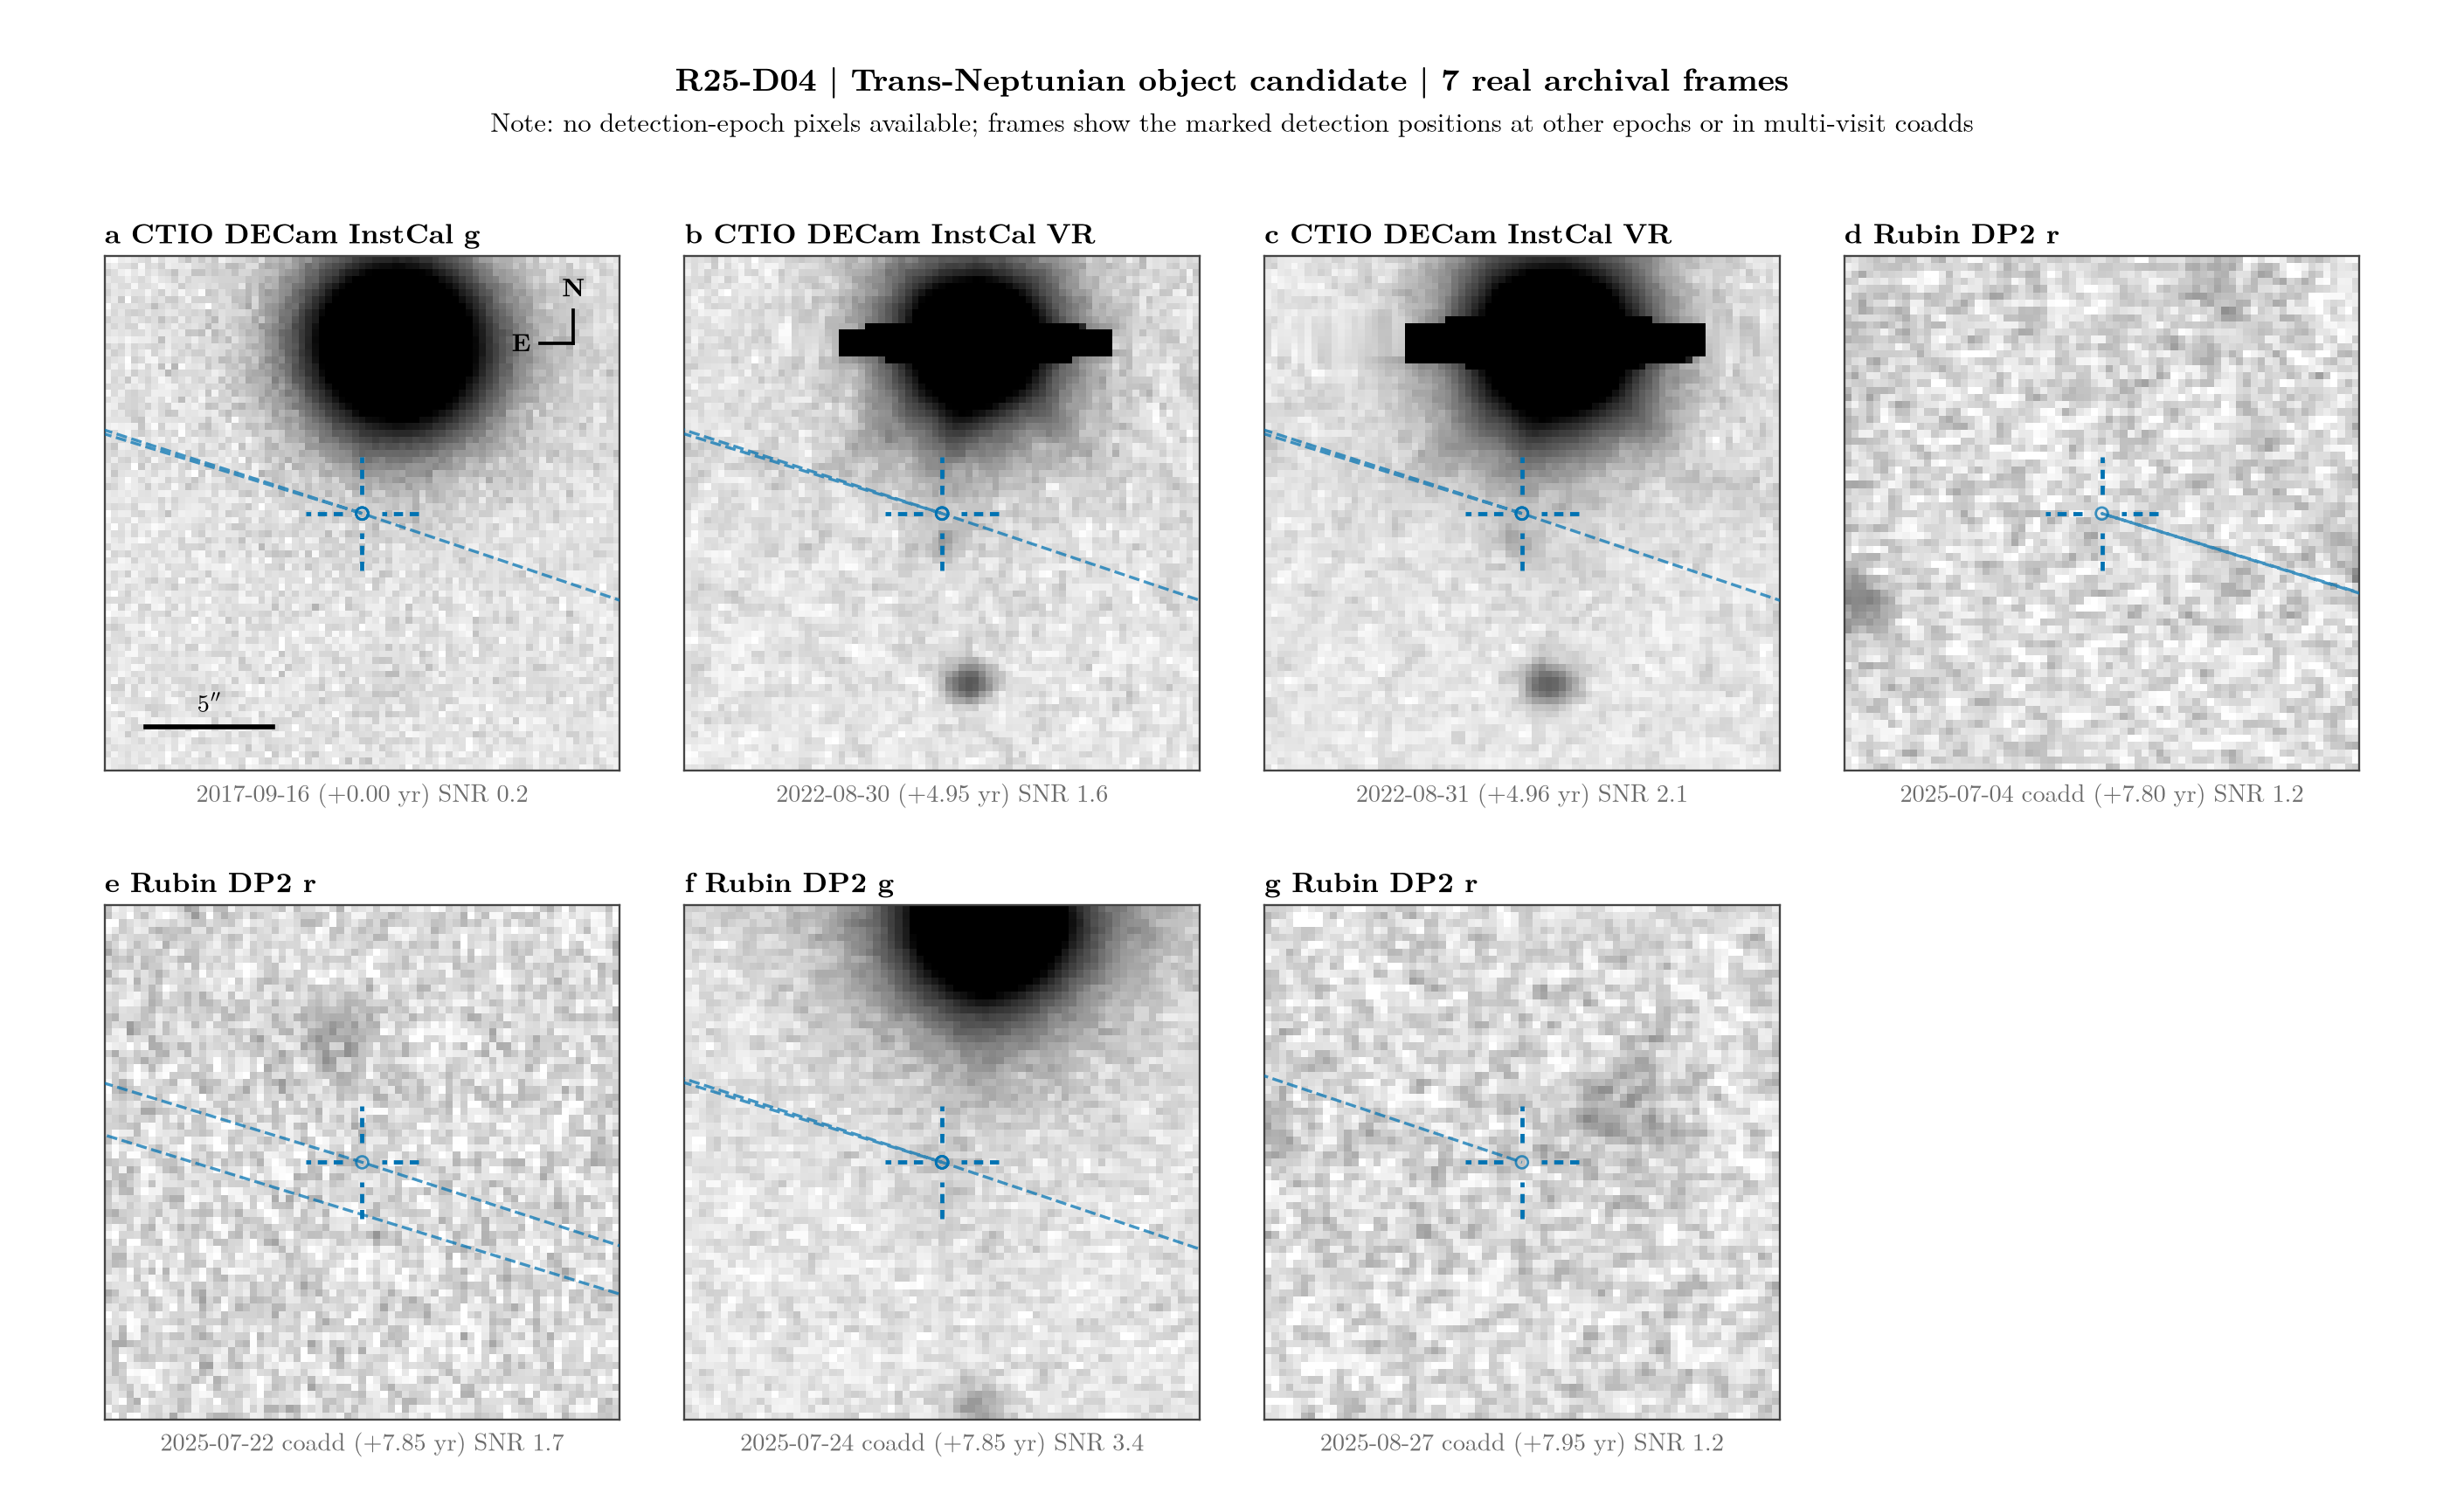 R25-D04 | Trans-Neptunian object candidate | 7 real archival frames
Note: no detection-epoch pixels available; frames show the marked detection positions at other epochs or in multi-visit coadds
a CTIO DECam InstCal g
b CTIO DECam InstCal VR
c CTIO DECam InstCal VR
d Rubin DP2 r
N
E
5″
2017-09-16 (+0.00 yr) SNR 0.2
2022-08-30 (+4.95 yr) SNR 1.6
2022-08-31 (+4.96 yr) SNR 2.1
2025-07-04 coadd (+7.80 yr) SNR 1.2
e Rubin DP2 r
f Rubin DP2 g
g Rubin DP2 r
2025-07-22 coadd (+7.85 yr) SNR 1.7
2025-07-24 coadd (+7.85 yr) SNR 3.4
2025-08-27 coadd (+7.95 yr) SNR 1.2